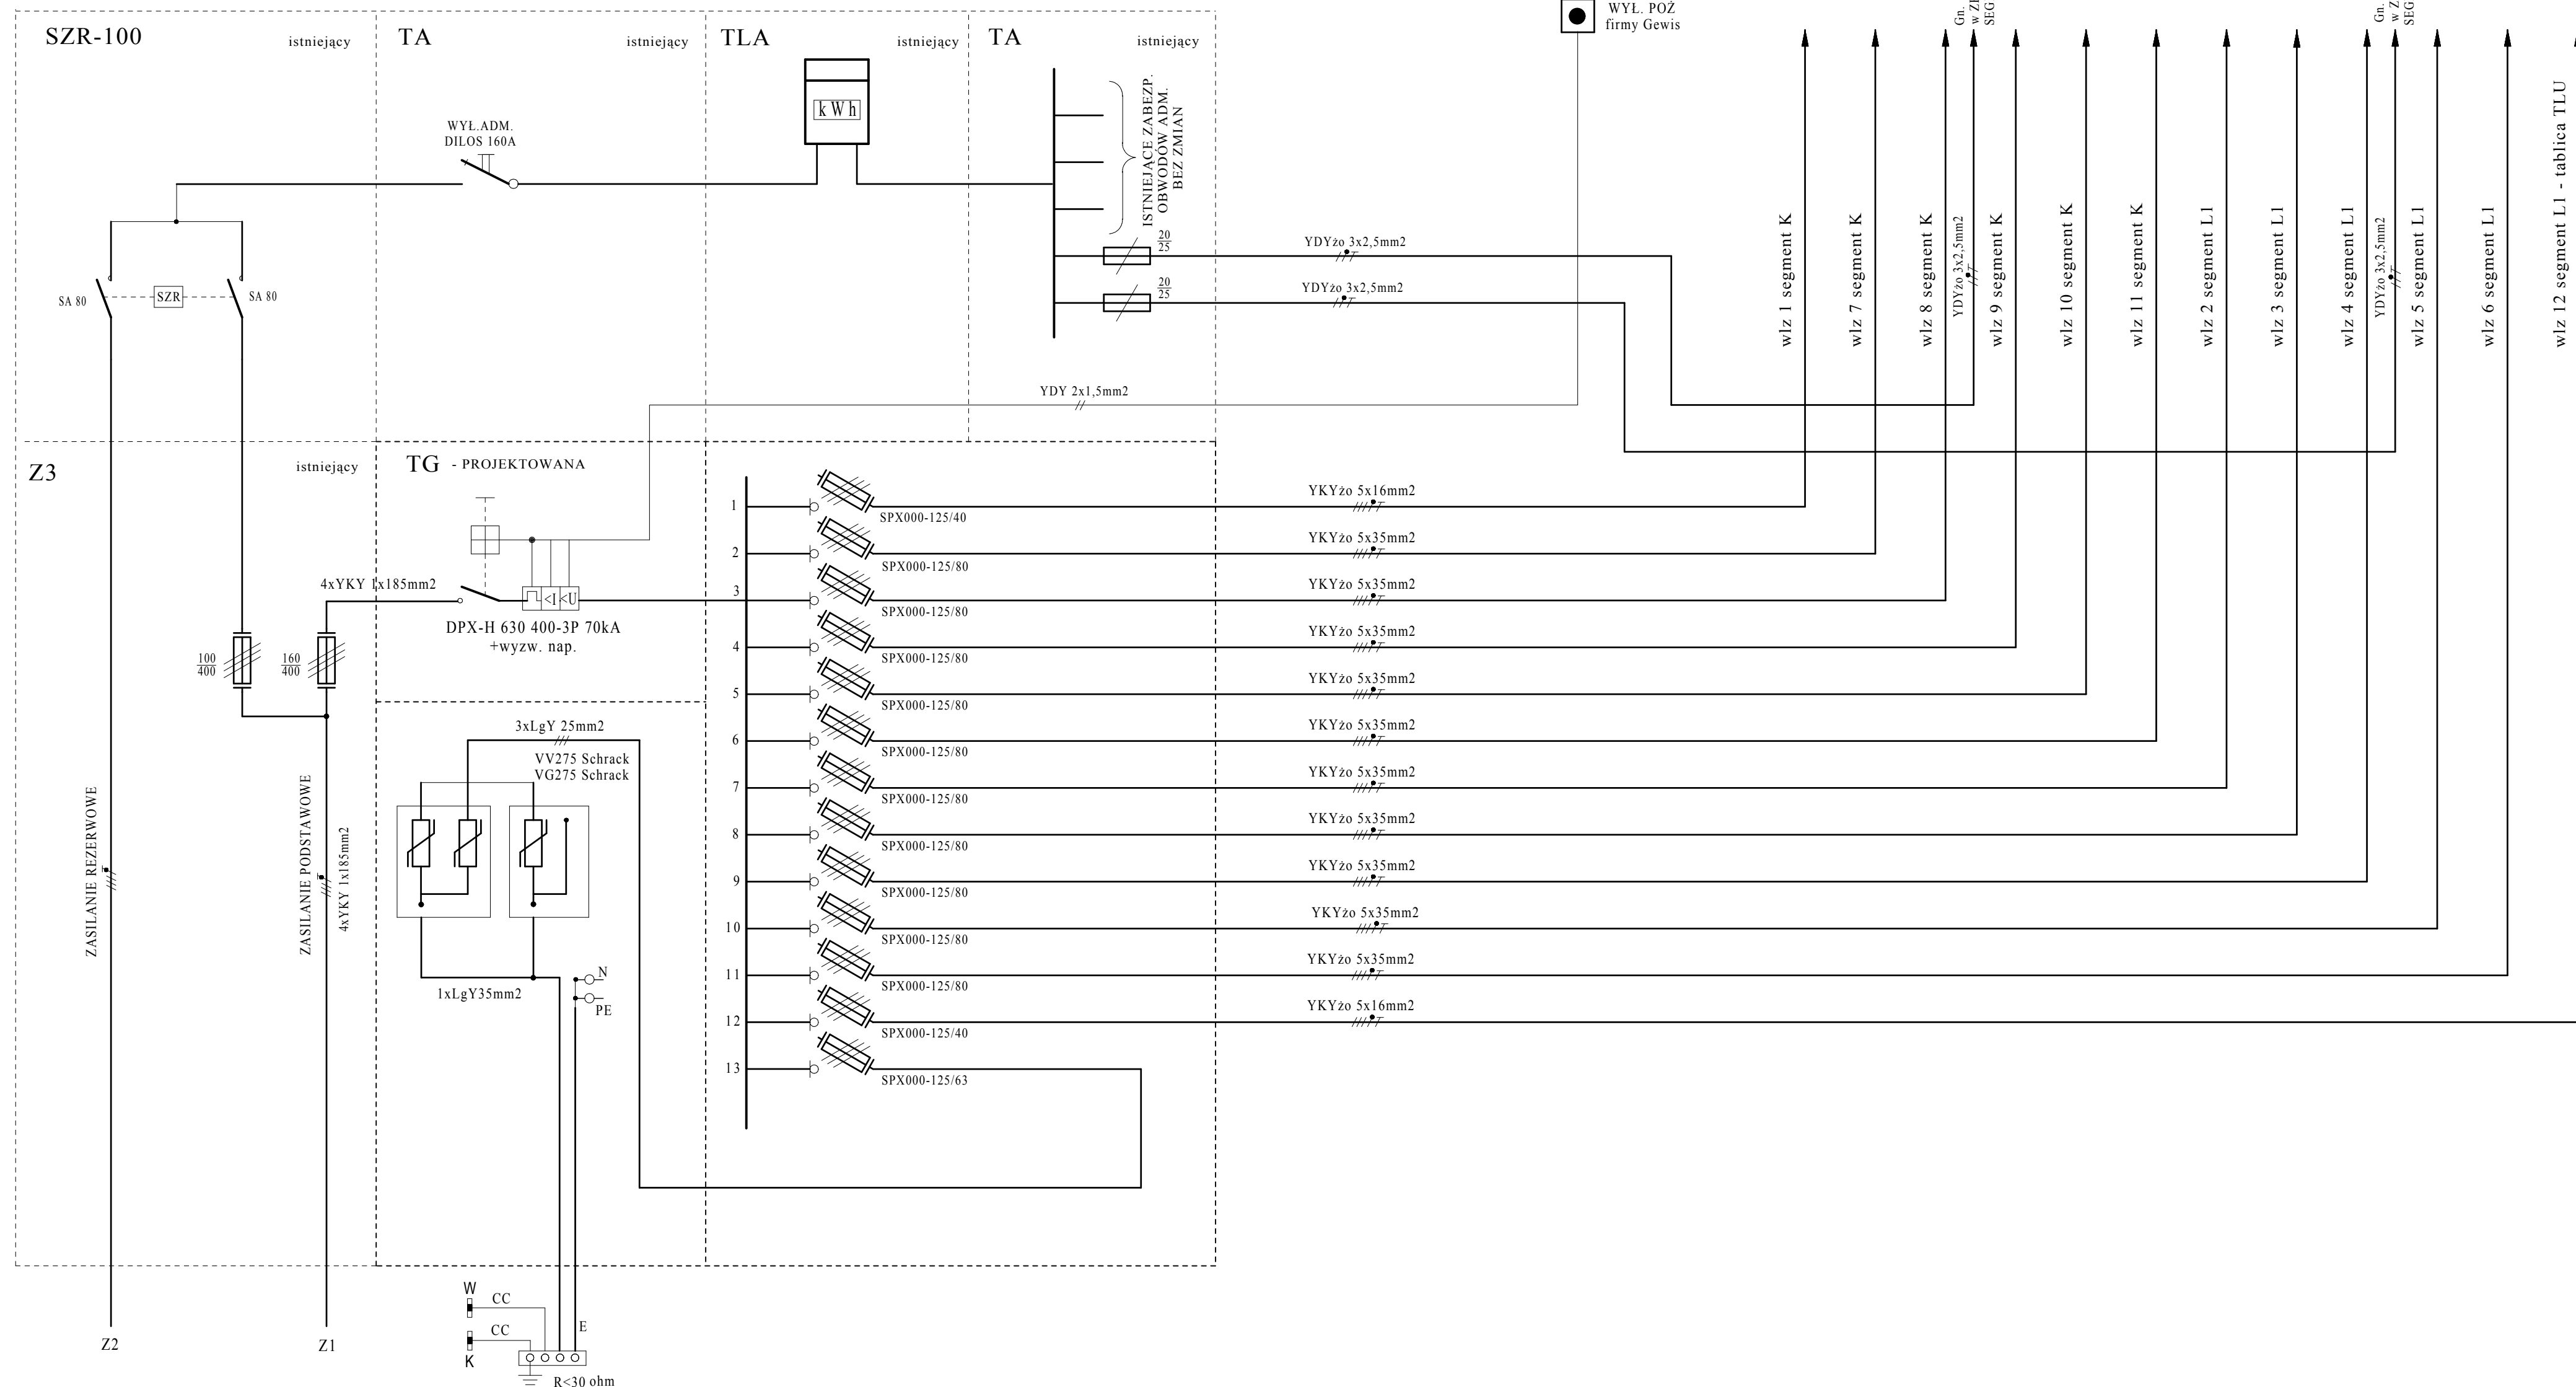 SZR-100
istniejący
TA
istniejący
TLA
istniejący
TA
istniejący
WYŁ. POŻ
firmy Gewis
Gn.
SEG
Gn.
SEG
kWh
WYŁ.ADM.
DILOS 160A
ISTNIEJĄCE ZABEZP.
OBWODÓW ADM.
BEZ ZMIAN
20
25
YDYżo 3x2,5mm2
20
25
YDYżo 3x2,5mm2
SA 80
SZR
SA 80
wlz 1 segment K
wlz 7 segment K
wlz 8 segment K
YDYżo 3x2,5mm2
wlz 9 segment K
wlz 10 segment K
wlz 11 segment K
wlz 2 segment L1
wlz 3 segment L1
wlz 4 segment L1
YDYżo 3x2,5mm2
wlz 5 segment L1
wlz 6 segment L1
wlz 12 segment L1 - tablica TLU
YDY 2x1,5mm2
Z3
istniejący
TG - PROJEKTOWANA
4xYKY 1x185mm2
<I
<U
DPX-H 630 400-3P 70kA
+wyzw. nap.
100
400
160
400
1
SPX000-125/40
YKYżo 5x16mm2
2
SPX000-125/80
YKYżo 5x35mm2
3
SPX000-125/80
YKYżo 5x35mm2
4
SPX000-125/80
YKYżo 5x35mm2
5
SPX000-125/80
YKYżo 5x35mm2
6
SPX000-125/80
YKYżo 5x35mm2
7
SPX000-125/80
YKYżo 5x35mm2
8
SPX000-125/80
YKYżo 5x35mm2
9
SPX000-125/80
YKYżo 5x35mm2
10
SPX000-125/80
YKYżo 5x35mm2
11
SPX000-125/80
YKYżo 5x35mm2
12
SPX000-125/40
YKYżo 5x16mm2
13
SPX000-125/63
3xLgY 25mm2
VV275 Schrack
VG275 Schrack
ZASILANIE REZERWOWE
ZASILANIE PODSTAWOWE
4xYKY 1x185mm2
1xLgY35mm2
N
PE
W
CC
CC
K
E
Z2
Z1
R<30 ohm